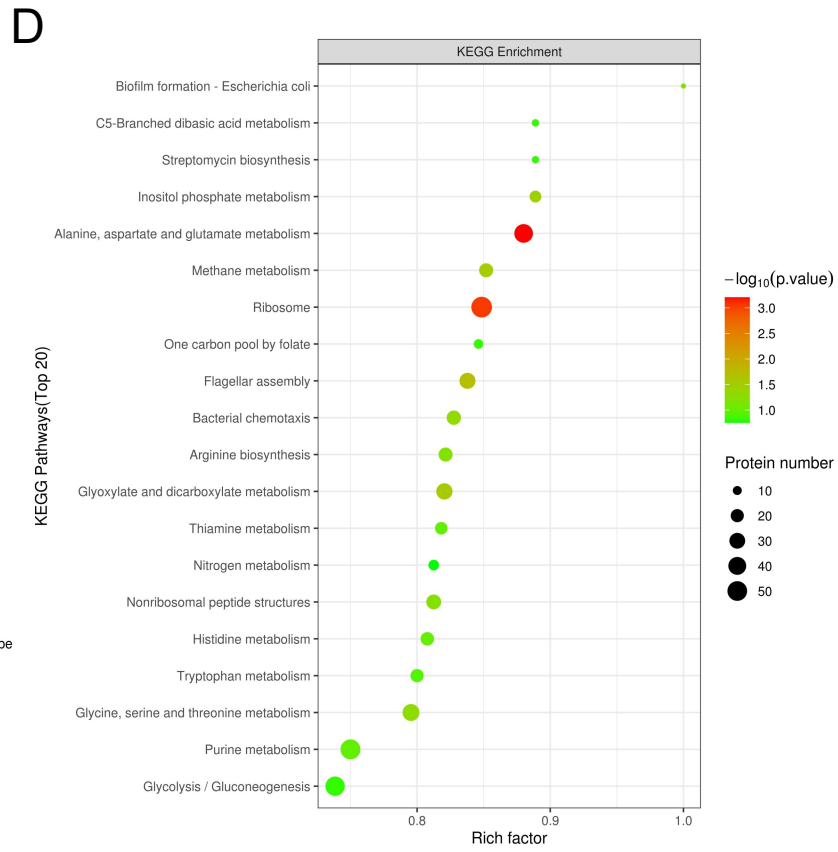 D
KEGG Enrichment
Biofilm formation - Escherichia coli
C5-Branched dibasic acid metabolism
Streptomycin biosynthesis
Inositol phosphate metabolism
Alanine, aspartate and glutamate metabolism
Methane metabolism
Ribosome
One carbon pool by folate
Flagellar assembly
Bacterial chemotaxis
Arginine biosynthesis
Glyoxylate and dicarboxylate metabolism
Thiamine metabolism
Nitrogen metabolism
Nonribosomal peptide structures
Histidine metabolism
Tryptophan metabolism
Glycine, serine and threonine metabolism
Purine metabolism
Glycolysis / Gluconeogenesis
KEGG Pathways(Top 20)
0.8 0.9 1.0
Rich factor
−log₁₀(p.value)
3.0
2.5
2.0
1.5
1.0
Protein number
10
20
30
40
50